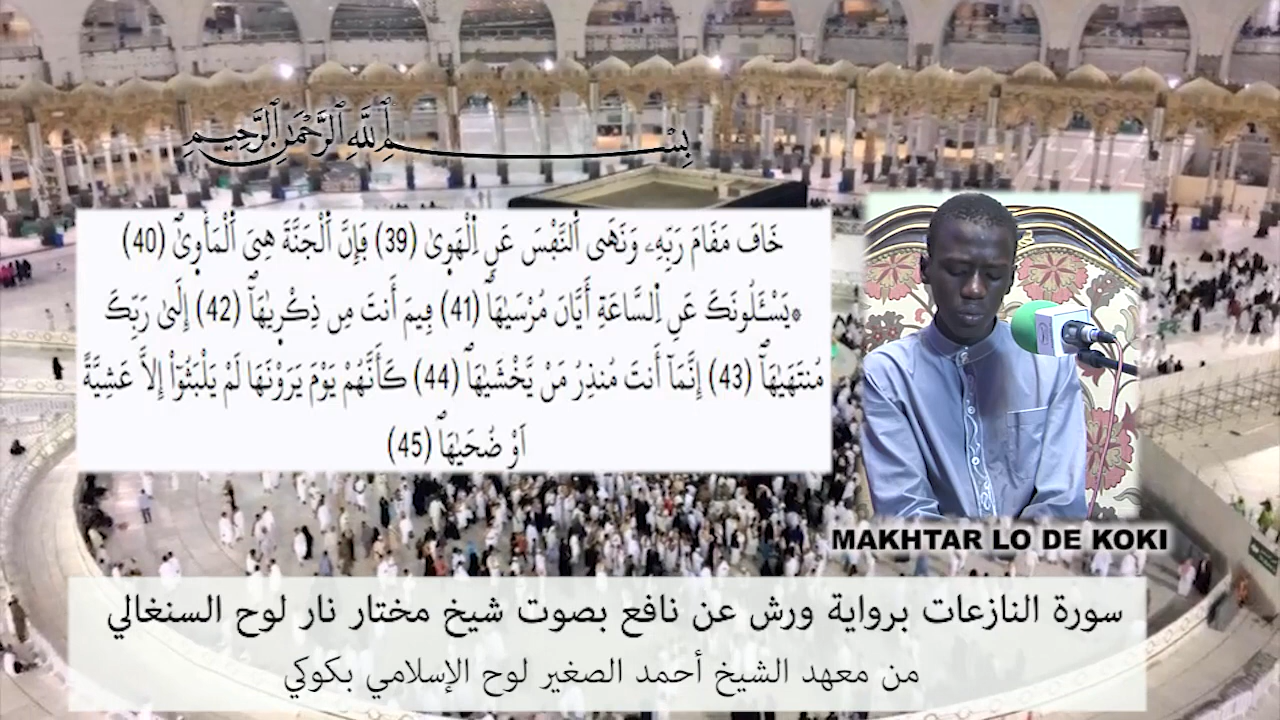 بِسْمِ ٱللَّهِ ٱلرَّحْمَٰنِ ٱلرَّحِيمِ
خَافَ مَفَامَ رَبِّهِۦ وَنَهَى ٱلنَّفْسَ عَنِ اِ۬لْهَوٜىٰ (39) فَإِنَّ ٱلْجَنَّةَ هِىَ ٱلْمَأْوٜىٰۖ (40)
۞يَسْـَٔلُونَكَ عَنِ اِ۬لسَّاعَةِ أَيَّانَ مُرْسَيٰهَاۖ (41) فِيمَ أَنتَ مِن ذِكْرٜيٰهَاۖ (42) إِلَىٰ رَبِّكَ
مُنتَهَيٰهَاۖ (43) إِنَّمَآ أَنتَ مُنذِرُ مَنْ يَّخْشَيٰهَاۖ (44) كَأَنَّهُمْ يَوْمَ يَرَوْنَهَا لَمْ يَلْبَثُوٓاْ إِلاَّ عَشِيَّةً
اَوْ ضُحَيٰهَاۖ (45)
MAKHTAR LO DE KOKI
سورة النازعات برواية ورش عن نافع بصوت شيخ مختار نار لوح السنغالي
من معهد الشيخ أحمد الصغير لوح الإسلامي بكوكي